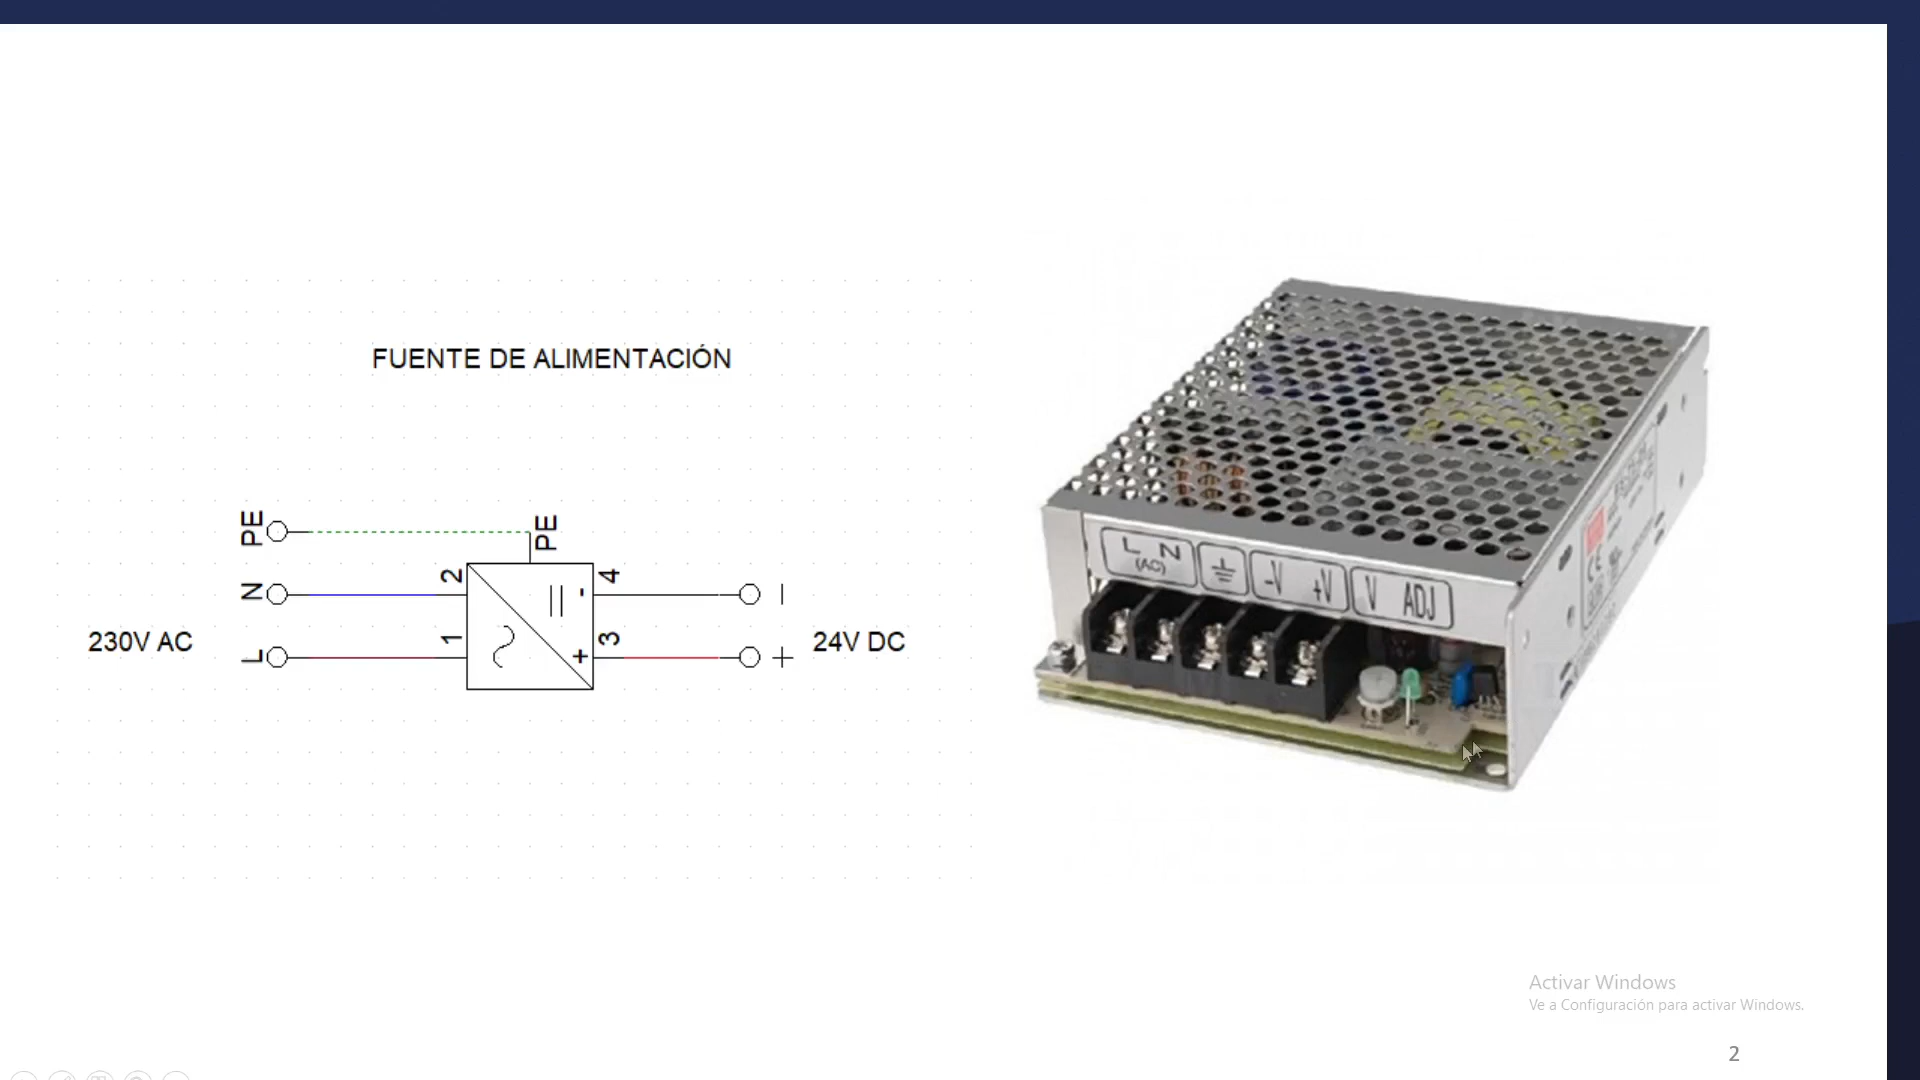 FUENTE DE ALIMENTACIÓN
PE
PE
N
2
4
-
230V AC
L
1
3
+
+
24V DC
L N
(AC)
-V +V
V ADJ
CE
Activar Windows
Ve a Configuración para activar Windows.
2